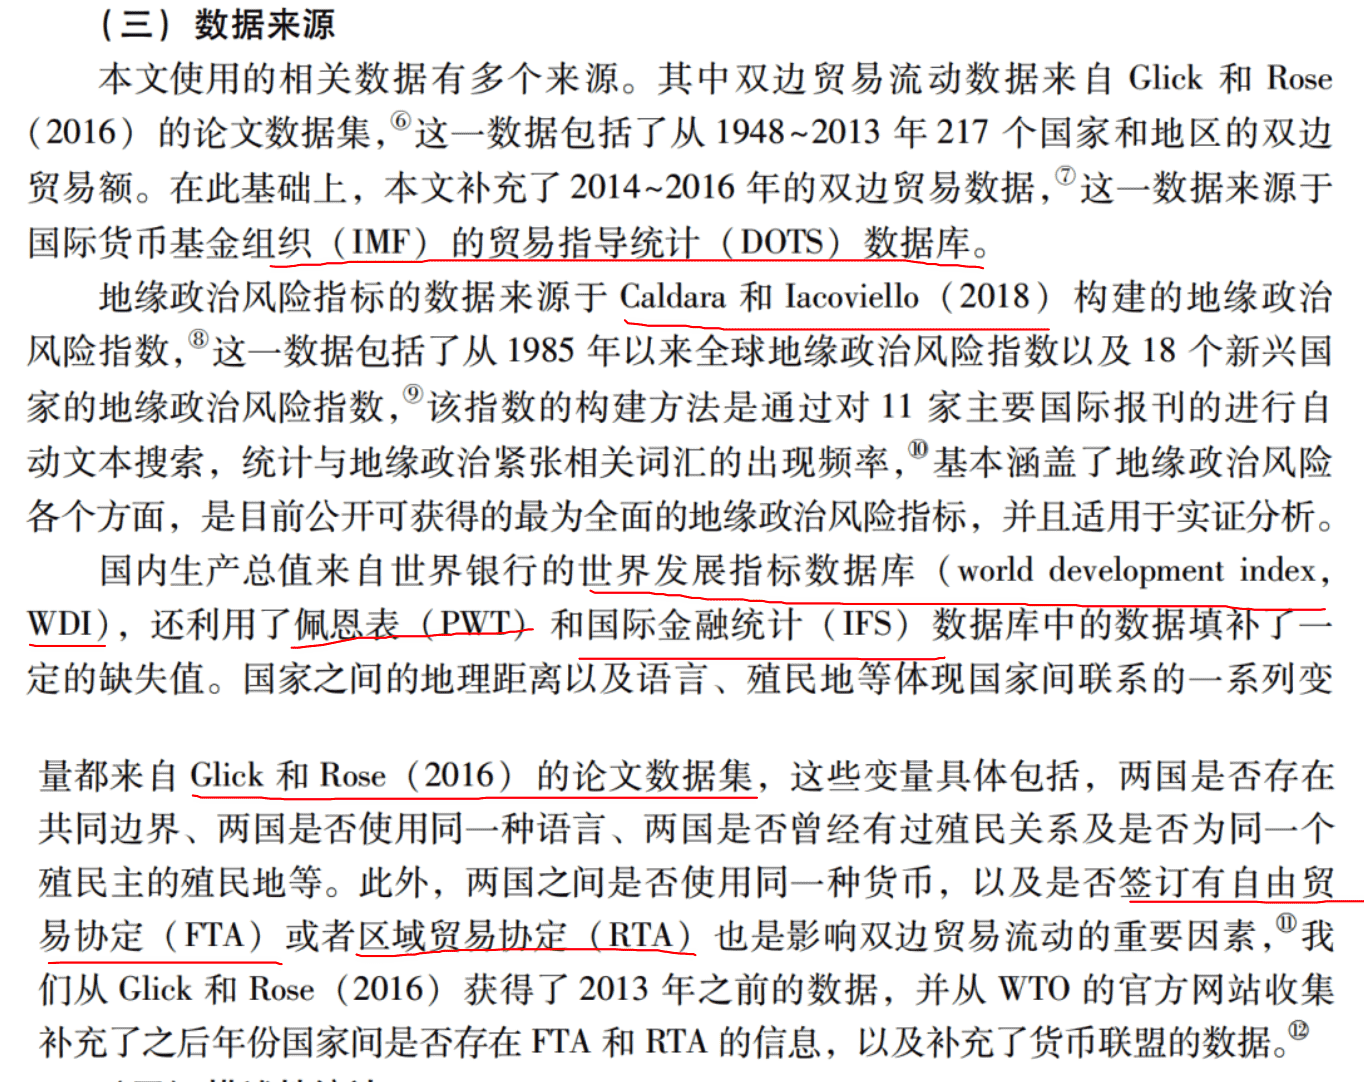 （三）数据来源
本文使用的相关数据有多个来源。其中双边贸易流动数据来自 Glick 和 Rose
（2016）的论文数据集，⑥这一数据包括了从 1948~2013 年 217 个国家和地区的双边
贸易额。在此基础上，本文补充了 2014~2016 年的双边贸易数据，⑦这一数据来源于
国际货币基金组织（IMF）的贸易指导统计（DOTS）数据库。
地缘政治风险指标的数据来源于 Caldara 和 Iacoviello（2018）构建的地缘政治
风险指数，⑧这一数据包括了从 1985 年以来全球地缘政治风险指数以及 18 个新兴国
家的地缘政治风险指数，⑨该指数的构建方法是通过对 11 家主要国际报刊的进行自
动文本搜索，统计与地缘政治紧张相关词汇的出现频率，⑩基本涵盖了地缘政治风险
各个方面，是目前公开可获得的最为全面的地缘政治风险指标，并且适用于实证分析。
国内生产总值来自世界银行的世界发展指标数据库（world development index，
WDI），还利用了佩恩表（PWT）和国际金融统计（IFS）数据库中的数据填补了一
定的缺失值。国家之间的地理距离以及语言、殖民地等体现国家间联系的一系列变
量都来自 Glick 和 Rose（2016）的论文数据集，这些变量具体包括，两国是否存在
共同边界、两国是否使用同一种语言、两国是否曾经有过殖民关系及是否为同一个
殖民主的殖民地等。此外，两国之间是否使用同一种货币，以及是否签订有自由贸
易协定（FTA）或者区域贸易协定（RTA）也是影响双边贸易流动的重要因素，⑪我
们从 Glick 和 Rose（2016）获得了 2013 年之前的数据，并从 WTO 的官方网站收集
补充了之后年份国家间是否存在 FTA 和 RTA 的信息，以及补充了货币联盟的数据。⑫